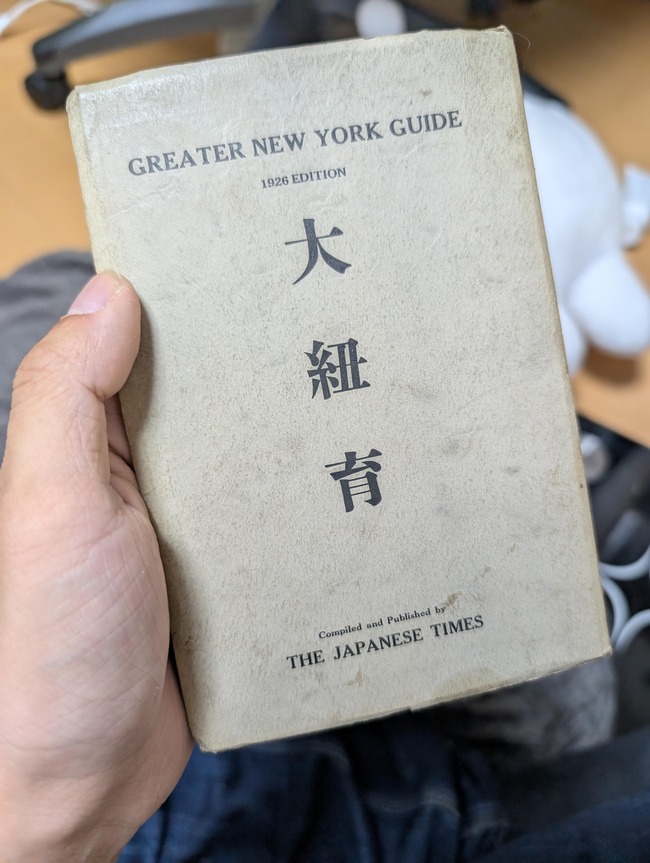 GREATER NEW YORK GUIDE
1926 EDITION
大
紐
育
Compiled and Published by
THE JAPANESE TIMES